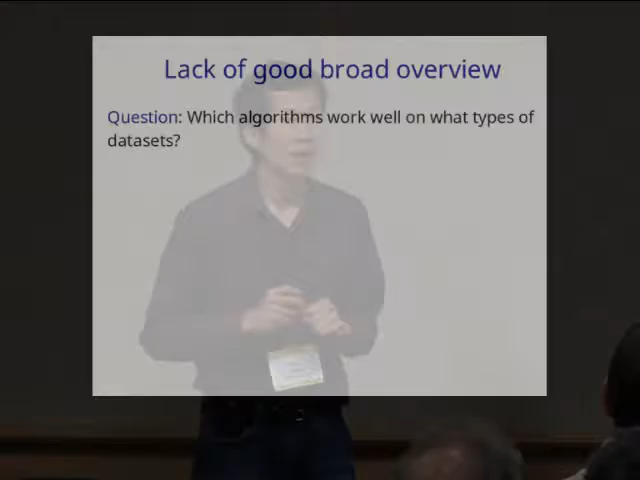 Lack of good broad overview
Question: Which algorithms work well on what types of
datasets?